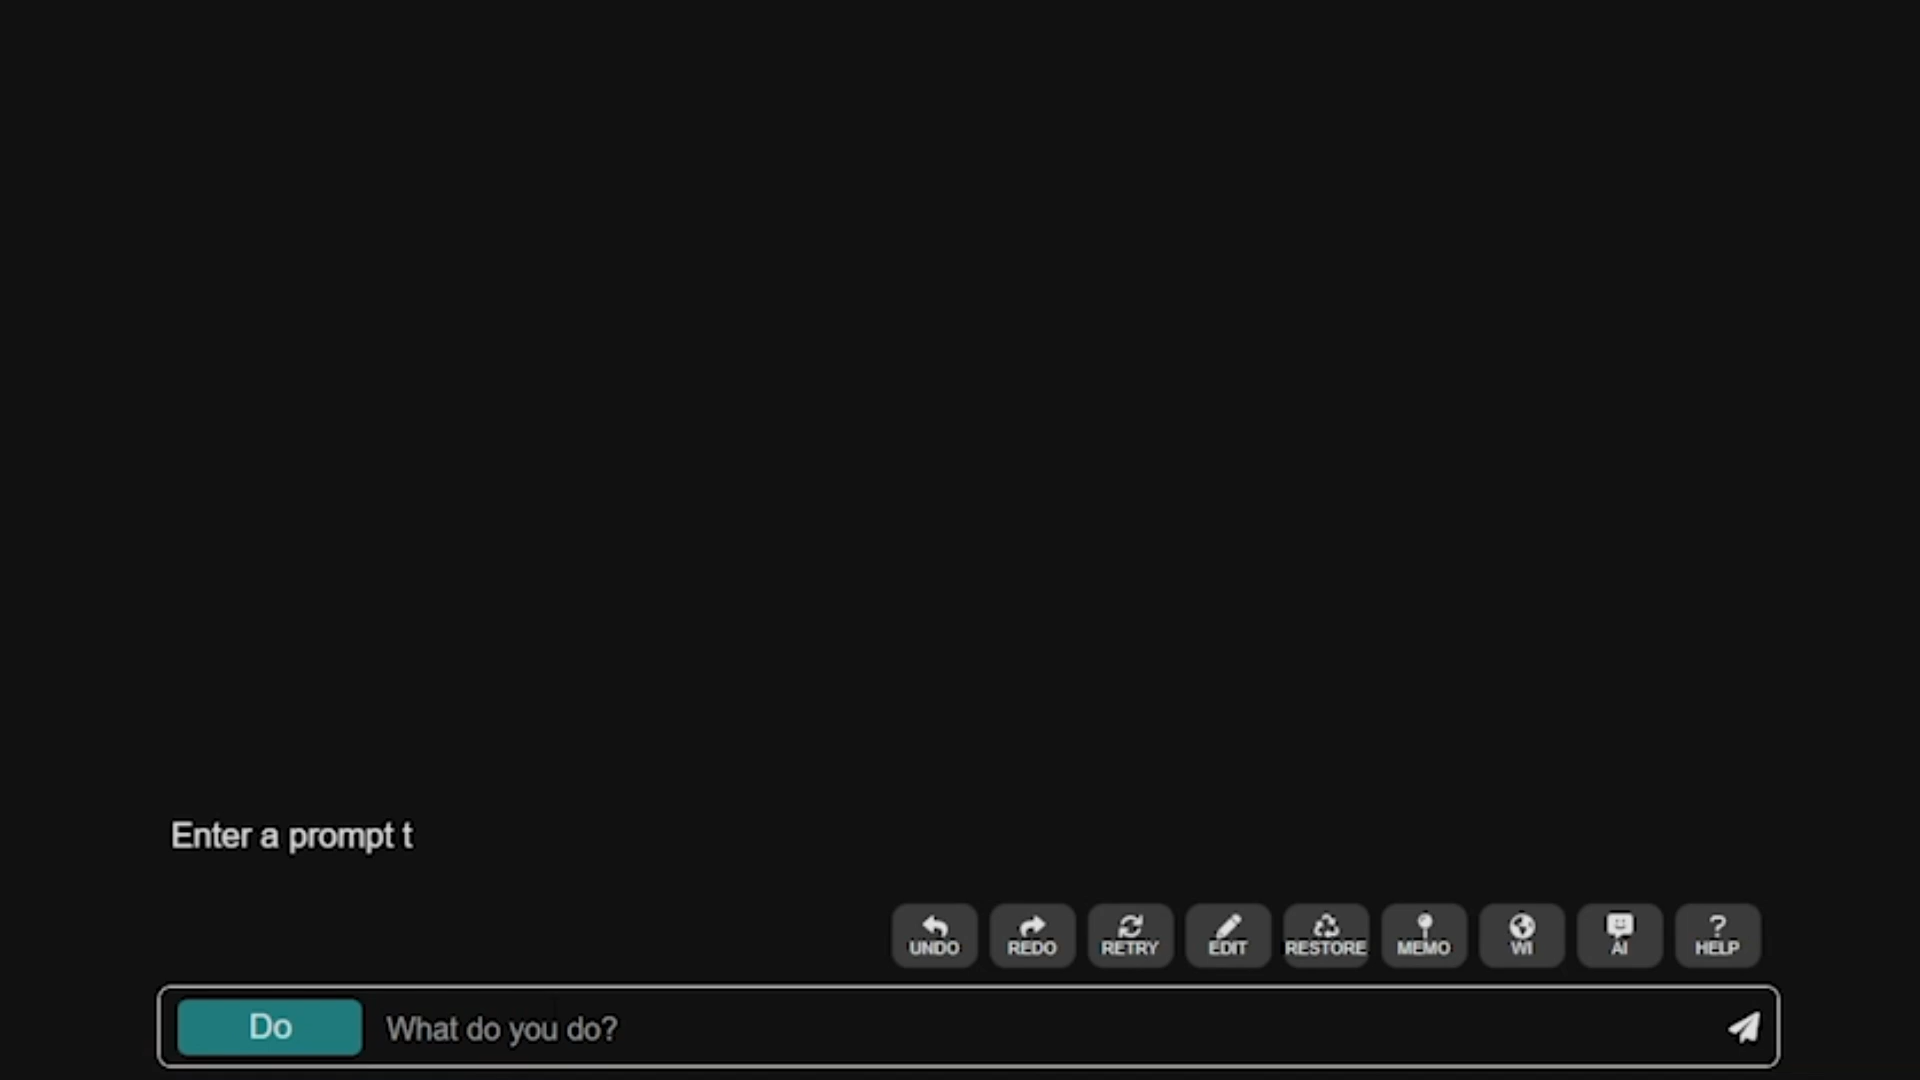 Enter a prompt t
UNDO REDO RETRY EDIT RESTORE MEMO WI AI HELP
Do What do you do?